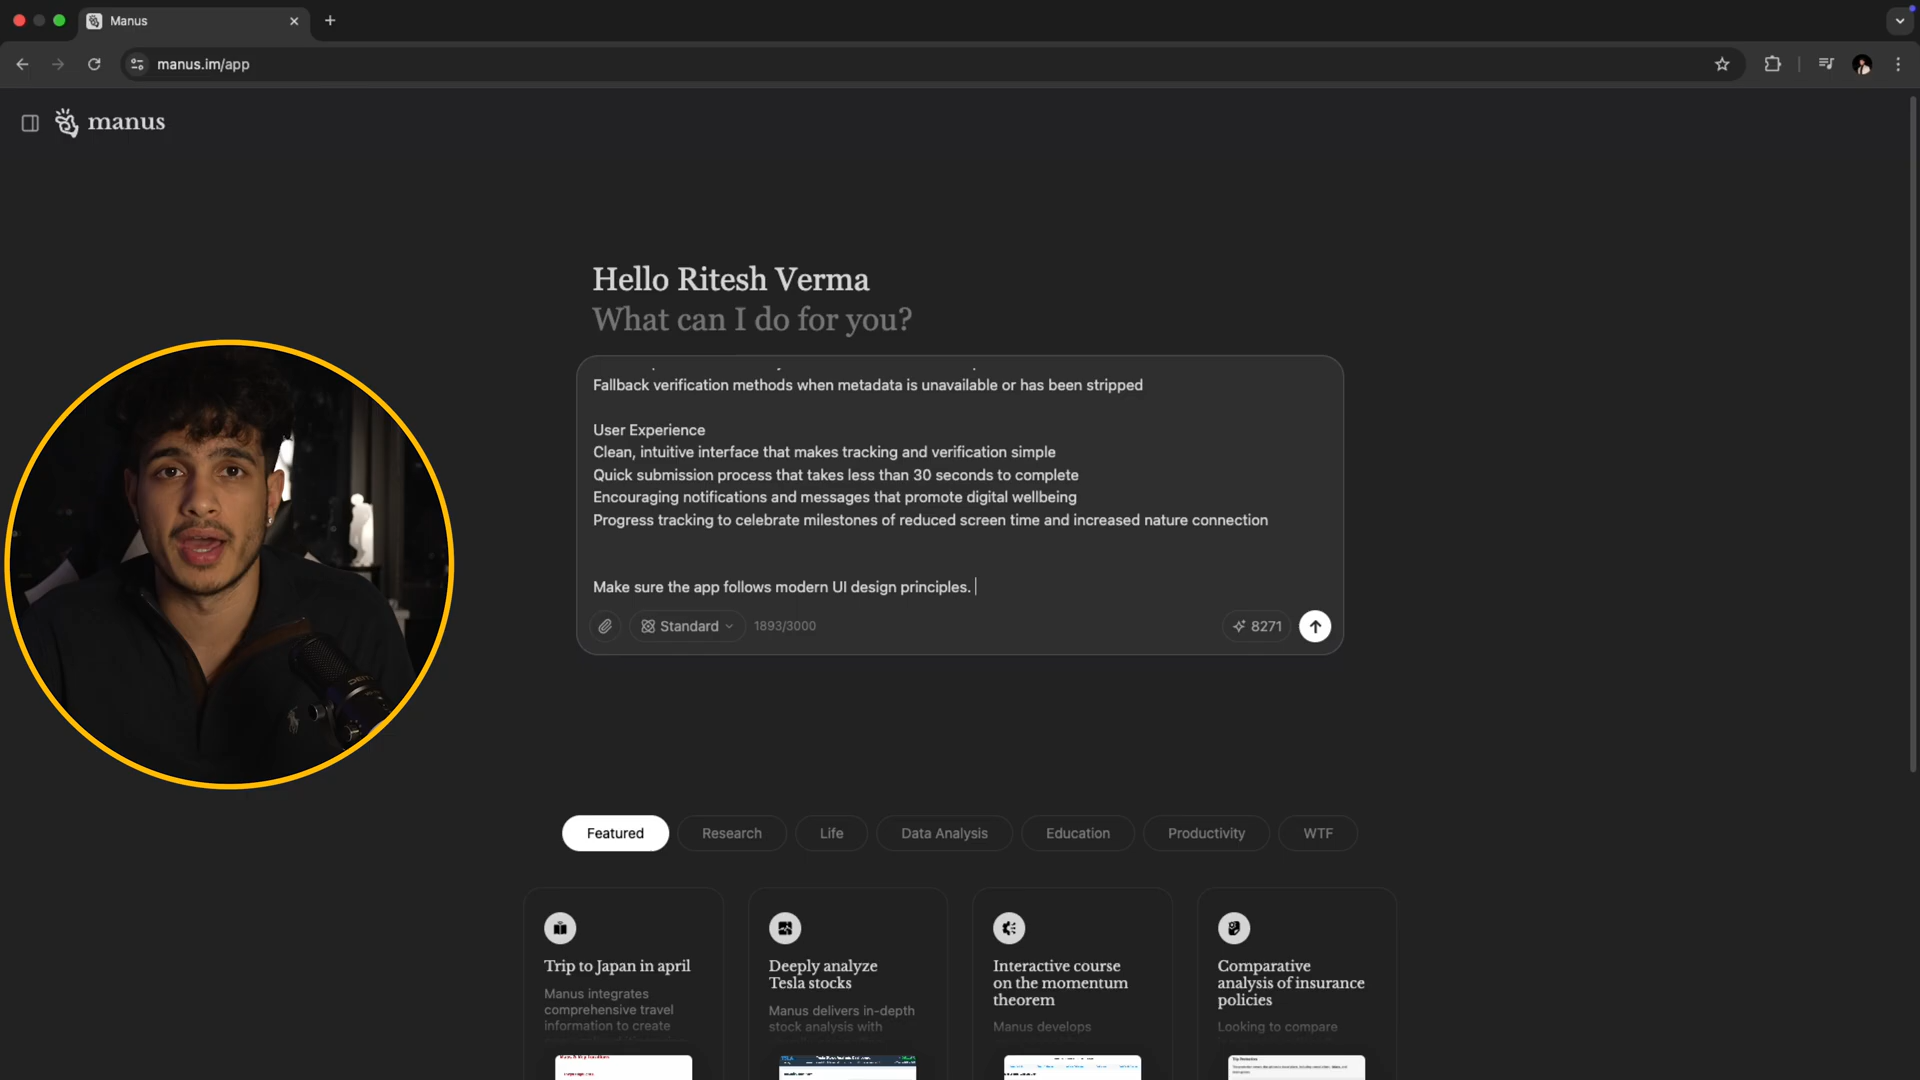 Manus
manus.im/app
manus
Hello Ritesh Verma
What can I do for you?
Fallback verification methods when metadata is unavailable or has been stripped
User Experience
Clean, intuitive interface that makes tracking and verification simple
Quick submission process that takes less than 30 seconds to complete
Encouraging notifications and messages that promote digital wellbeing
Progress tracking to celebrate milestones of reduced screen time and increased nature connection
Make sure the app follows modern UI design principles.
Standard
1893/3000
8271
Featured
Research
Life
Data Analysis
Education
Productivity
WTF
Trip to Japan in april
Manus integrates
comprehensive travel
information to create
Deeply analyze
Tesla stocks
Manus delivers in-depth
stock analysis with
Interactive course
on the momentum
theorem
Manus develops
Comparative
analysis of insurance
policies
Looking to compare